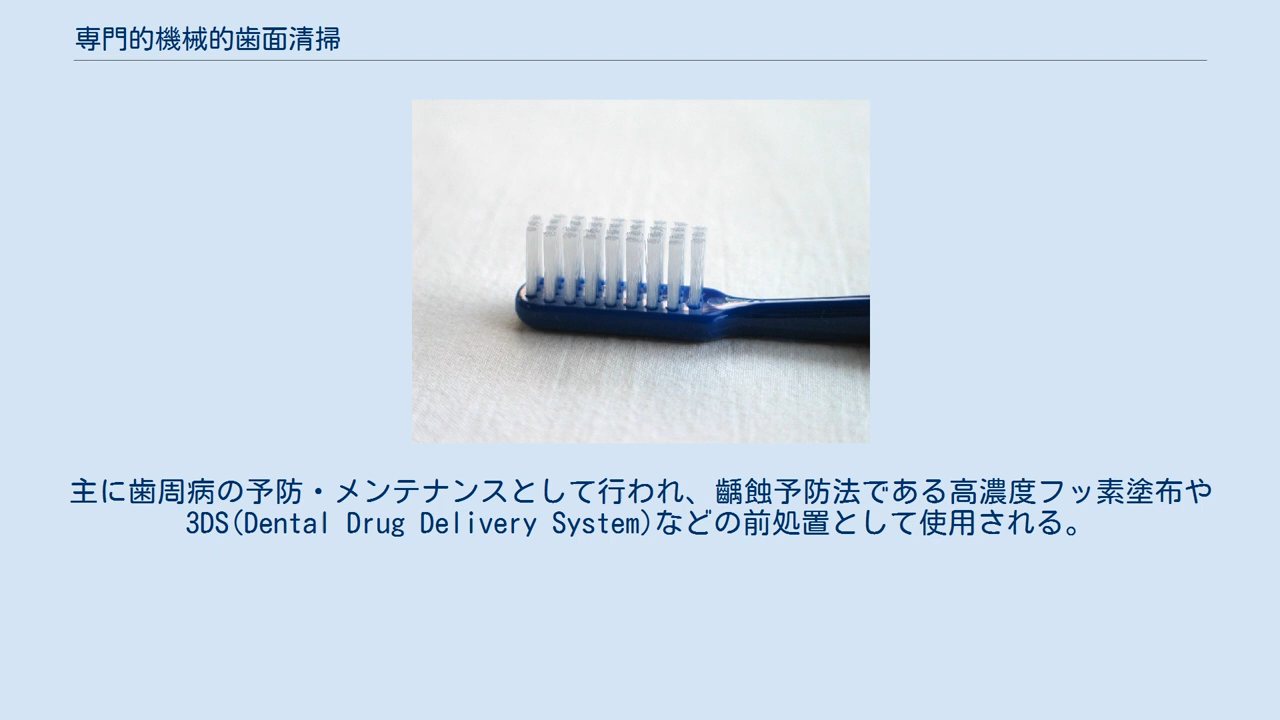 専門的機械的歯面清掃
主に歯周病の予防・メンテナンスとして行われ、齲蝕予防法である高濃度フッ素塗布や
3DS(Dental Drug Delivery System)などの前処置として使用される。